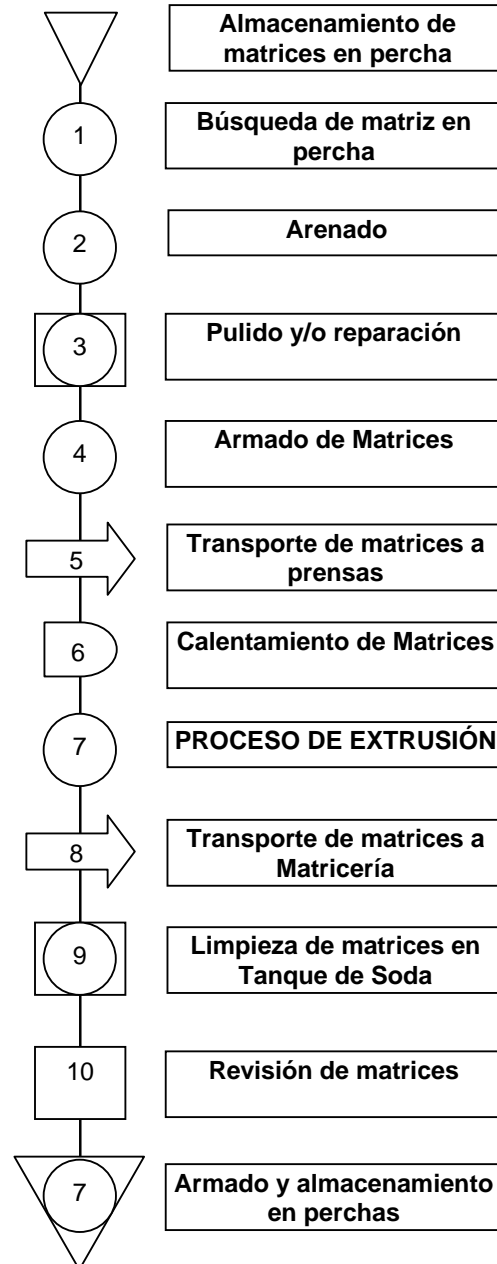 Almacenamiento de
matrices en percha
1
Búsqueda de matriz en
percha
2
Arenado
3
Pulido y/o reparación
4
Armado de Matrices
5
Transporte de matrices a
prensas
6
Calentamiento de Matrices
7
PROCESO DE EXTRUSIÓN
8
Transporte de matrices a
Matricería
9
Limpieza de matrices en
Tanque de Soda
10
Revisión de matrices
7
Armado y almacenamiento
en perchas